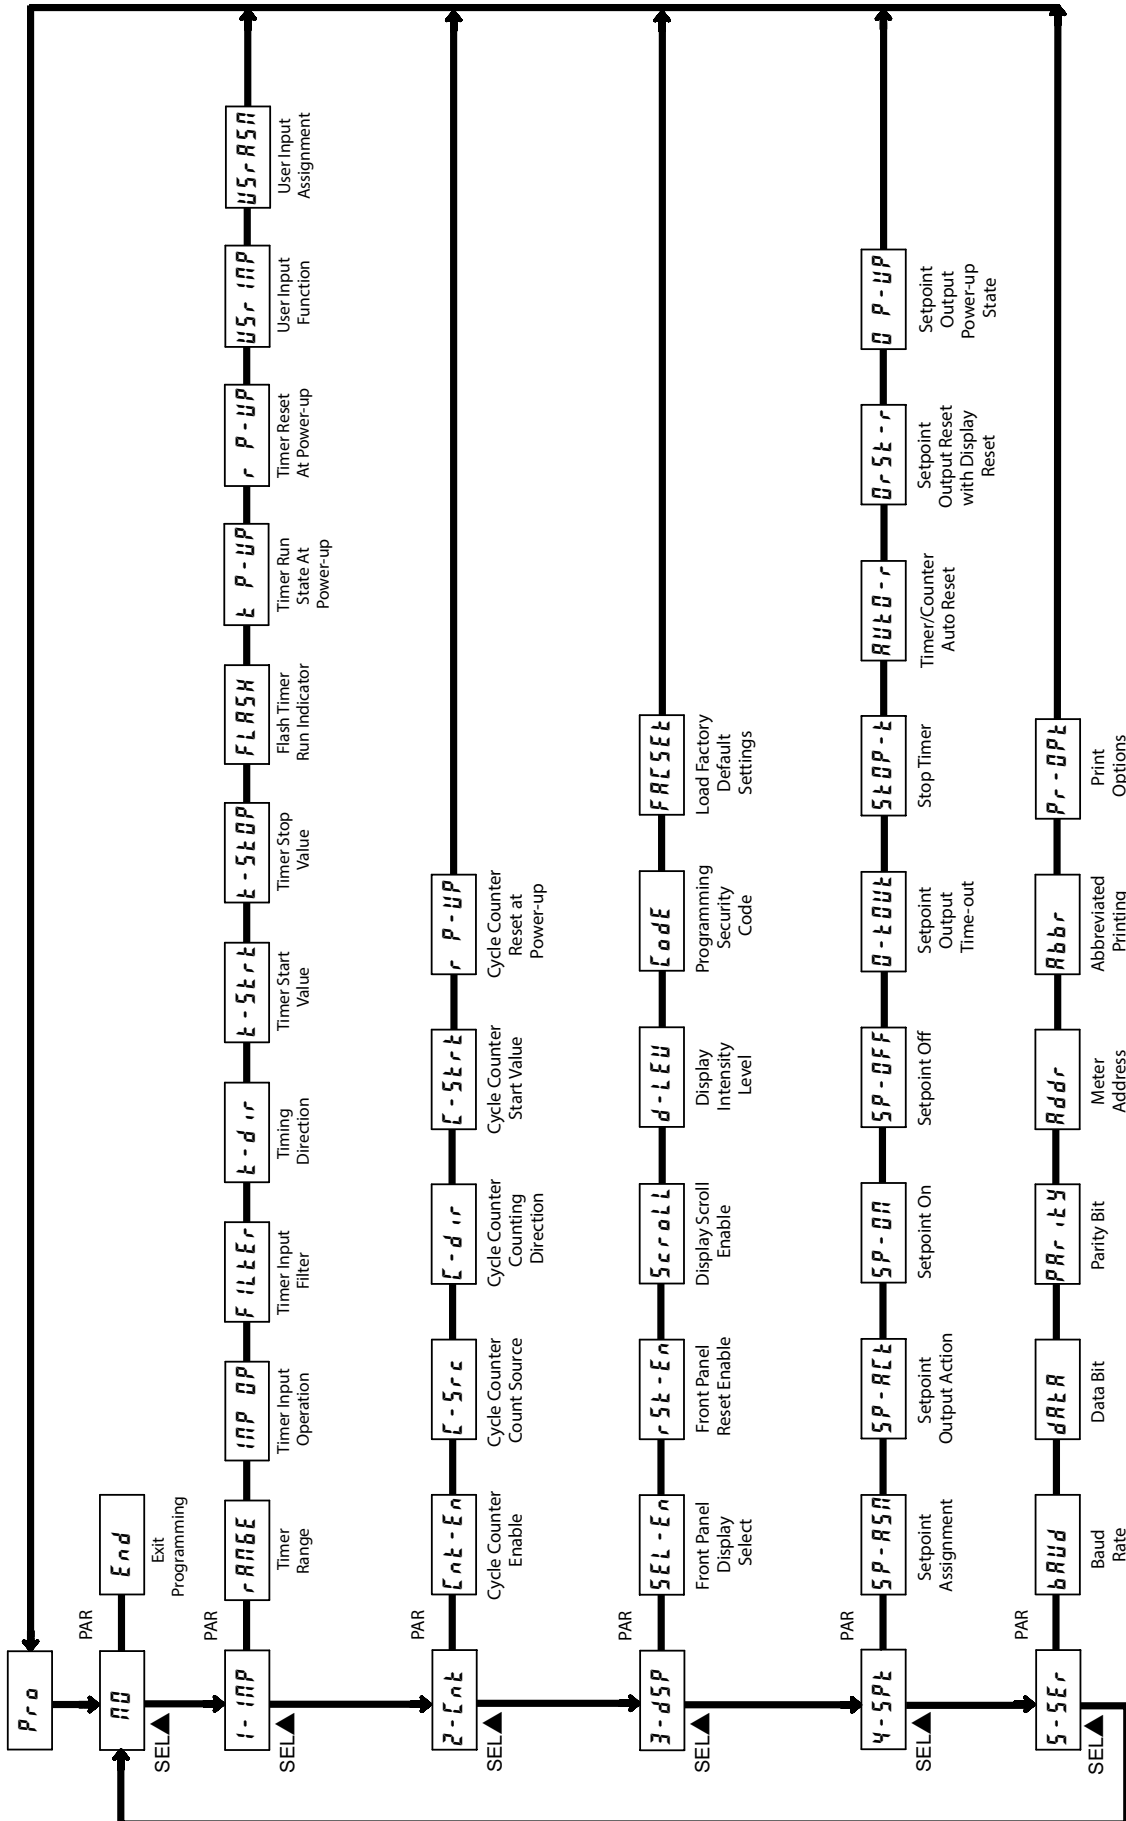 Pro
NO
SEL▲
PAR
End
Exit
Programming
1-INP
SEL▲
PAR
rANGE
Timer
Range
INP OP
Timer Input
Operation
FILtEr
Timer Input
Filter
t-dir
Timing
Direction
t-Strt
Timer Start
Value
t-StOP
Timer Stop
Value
FLASH
Flash Timer
Run Indicator
t P-UP
Timer Run
State At
Power-up
r P-UP
Timer Reset
At Power-up
USr INP
User Input
Function
USrASN
User Input
Assignment
2-Cnt
SEL▲
PAR
Cnt-En
Cycle Counter
Enable
C-Src
Cycle Counter
Count Source
C-dir
Cycle Counter
Counting
Direction
C-Strt
Cycle Counter
Start Value
r P-UP
Cycle Counter
Reset at
Power-up
3-dSP
SEL▲
PAR
SEL-En
Front Panel
Display
Select
rSt-En
Front Panel
Reset Enable
ScroLL
Display Scroll
Enable
d-LEV
Display
Intensity
Level
CodE
Programming
Security
Code
FACSEt
Load Factory
Default
Settings
4-SPt
SEL▲
PAR
SP-ASN
Setpoint
Assignment
SP-ACt
Setpoint
Output Action
SP-ON
Setpoint On
SP-OFF
Setpoint Off
O-tOUt
Setpoint
Output
Time-out
StOP-t
Stop Timer
AUtO-r
Timer/Counter
Auto Reset
OrSt-r
Setpoint
Output Reset
with Display
Reset
O P-UP
Setpoint
Output
Power-up
State
5-SEr
SEL▲
PAR
bAUd
Baud
Rate
dAtA
Data Bit
PAritY
Parity Bit
Addr
Meter
Address
Abbr
Abbreviated
Printing
Pr-OPt
Print
Options